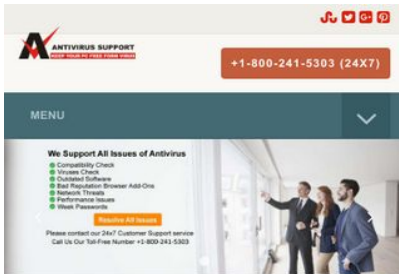 ANTIVIRUS SUPPORT
KEEP YOUR PC FREE FORM VIRUS
+1-800-241-5303 (24X7)
MENU
We Support All Issues of Antivirus
Compatibility Check
Viruses Check
Outdated Software
Bad Reputation Browser Add-Ons
Network Threats
Performance Issues
Weak Passwords
Resolve All Issues
Please contact our 24x7 Customer Support service
Call Us Our Toll-Free Number +1-800-241-5303